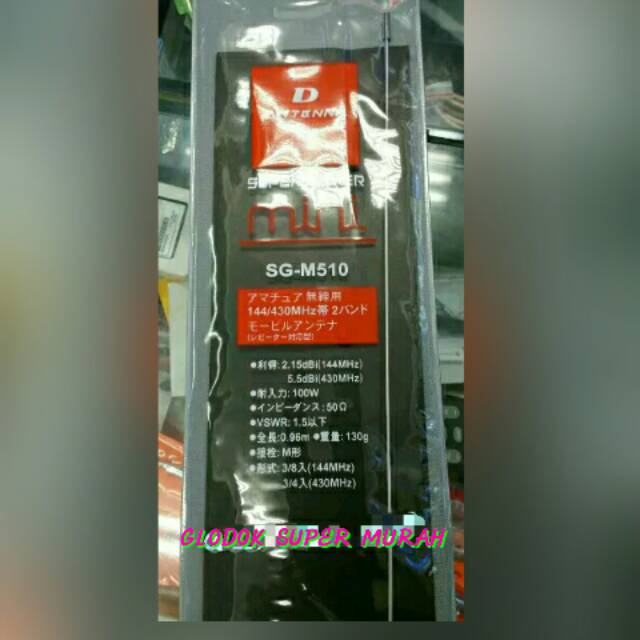 D
ANTENNA
mini
SG-M510
アマチュア 無線用
144/430MHz帯 2バンド
モービルアンテナ
(レピーター対応型)
●利得: 2.15dBi(144MHz)
5.5dBi(430MHz)
●耐入力: 100W
●インピーダンス: 50Ω
●VSWR: 1.5以下
●全長:0.96m ●重量: 130g
●接栓: M形
●形式: 3/8λ(144MHz)
3/4λ(430MHz)
GLODOK SUPER MURAH